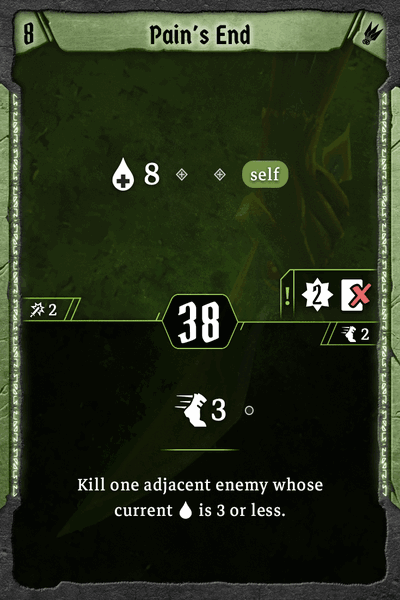 8 Pain's End
8 self
! 2
2 38
2
3
Kill one adjacent enemy whose
current is 3 or less.